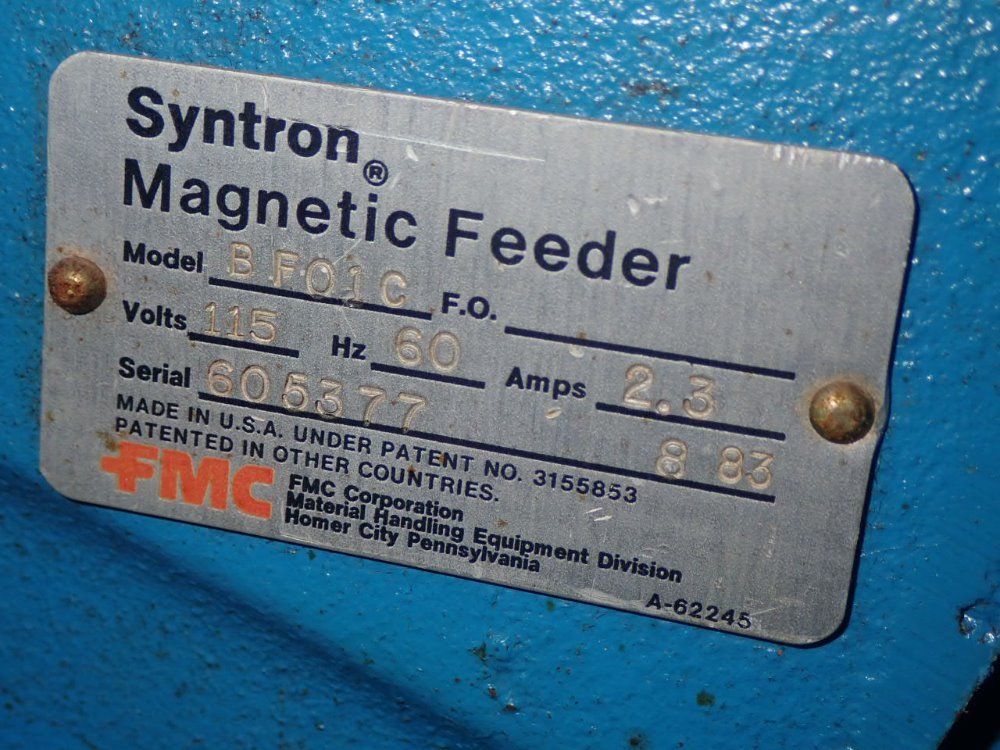 Syntron®
Magnetic Feeder
Model BF01C F.O.
Volts 115 Hz 60 Amps 2.3
Serial 605377 8 83
MADE IN U.S.A. UNDER PATENT NO. 3155853
PATENTED IN OTHER COUNTRIES.
FMC
FMC Corporation
Material Handling Equipment Division
Homer City Pennsylvania
A-62245